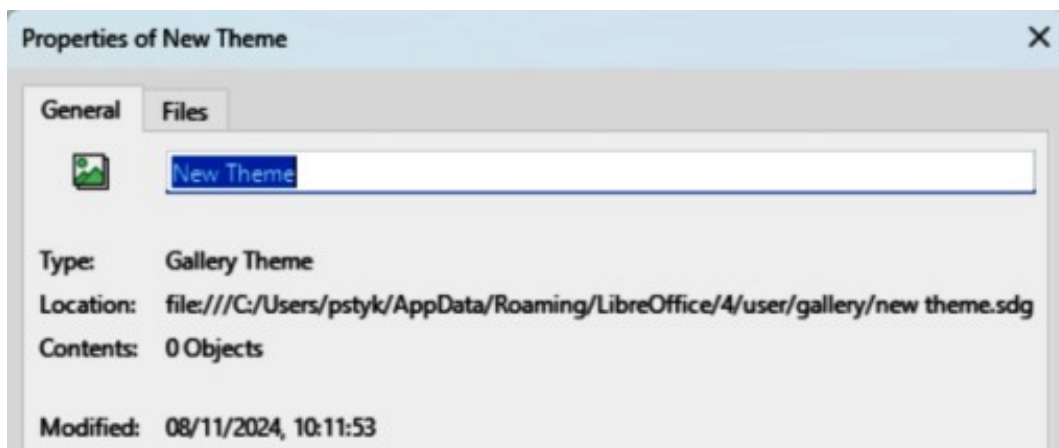 Properties of New Theme
General Files
New Theme
Type: Gallery Theme
Location: file:///C:/Users/pstyk/AppData/Roaming/LibreOffice/4/user/gallery/new theme.sdg
Contents: 0 Objects
Modified: 08/11/2024, 10:11:53